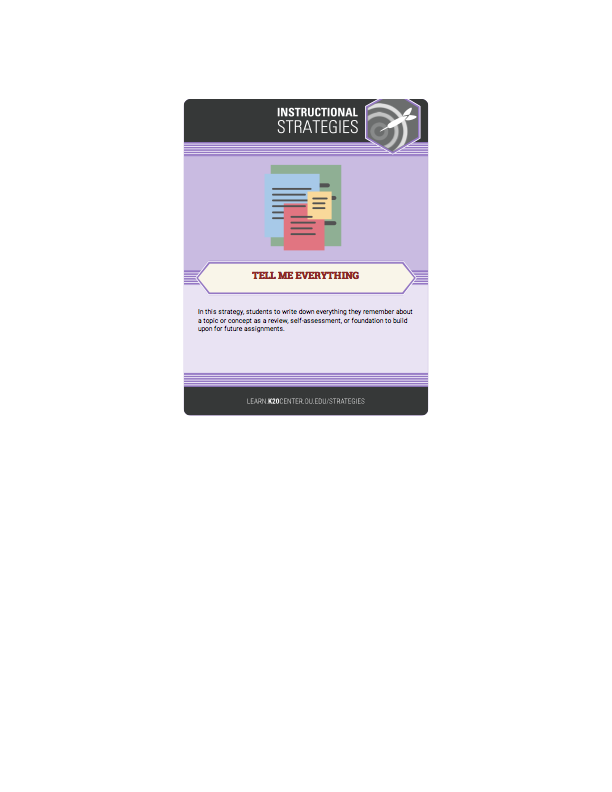 INSTRUCTIONAL
STRATEGIES
TELL ME EVERYTHING
In this strategy, students to write down everything they remember about
a topic or concept as a review, self-assessment, or foundation to build
upon for future assignments.
LEARN.K20CENTER.OU.EDU/STRATEGIES